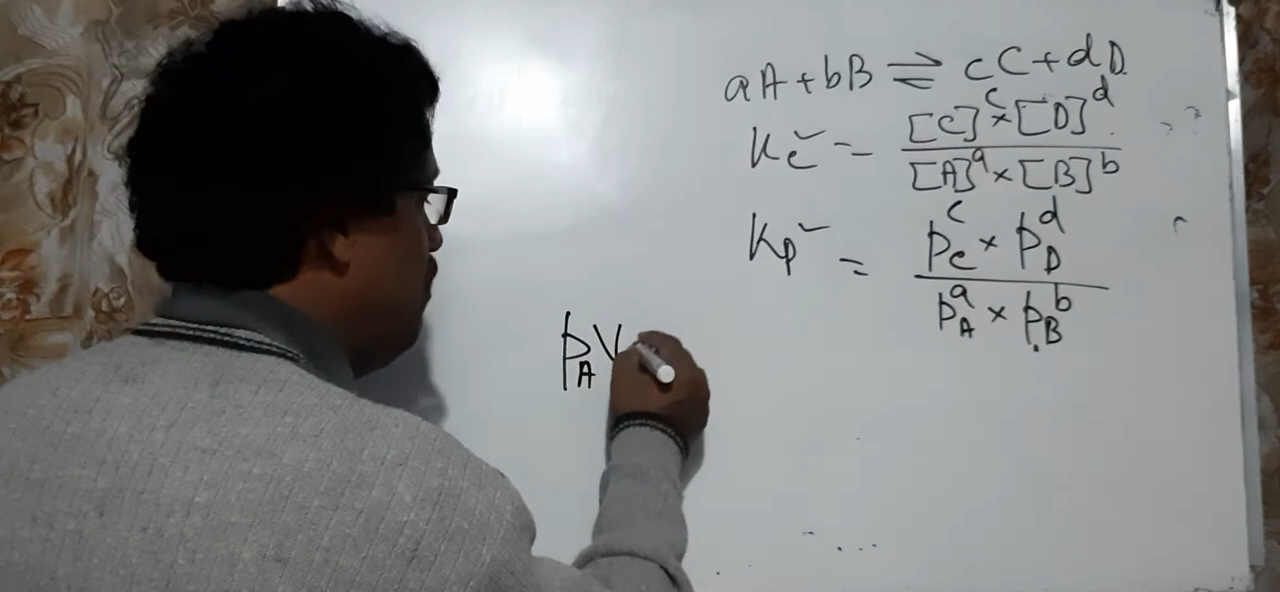 aA + bB ⇌ cC + dD
Kc = [C]^c × [D]^d / [A]^a × [B]^b
Kp = p_C^c × p_D^d / p_A^a × p_B^b
p_A V